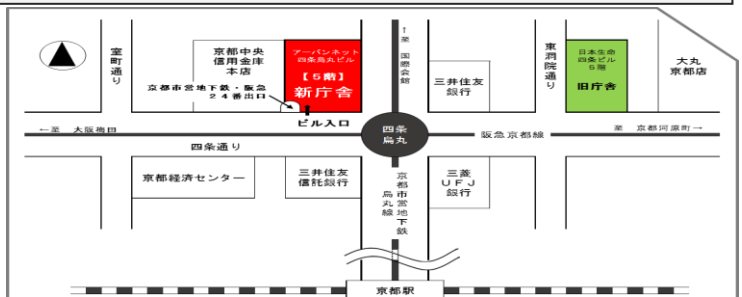 室町通り
京都中央
信用金庫
本店
アーバンネット
四条烏丸ビル
【5階】
新庁舎
↑至 国際会館
三井住友
銀行
東洞院通り
日本生命
四条ビル
5階
旧庁舎
大丸
京都店
京都市営地下鉄・阪急
24番出口
ビル入口
←至 大阪梅田
四条
烏丸
阪急京都線
至 京都河原町→
四条通り
京都経済センター
三井住友
信託銀行
京都市営地下鉄
烏丸線
三菱
UFJ
銀行
京都駅